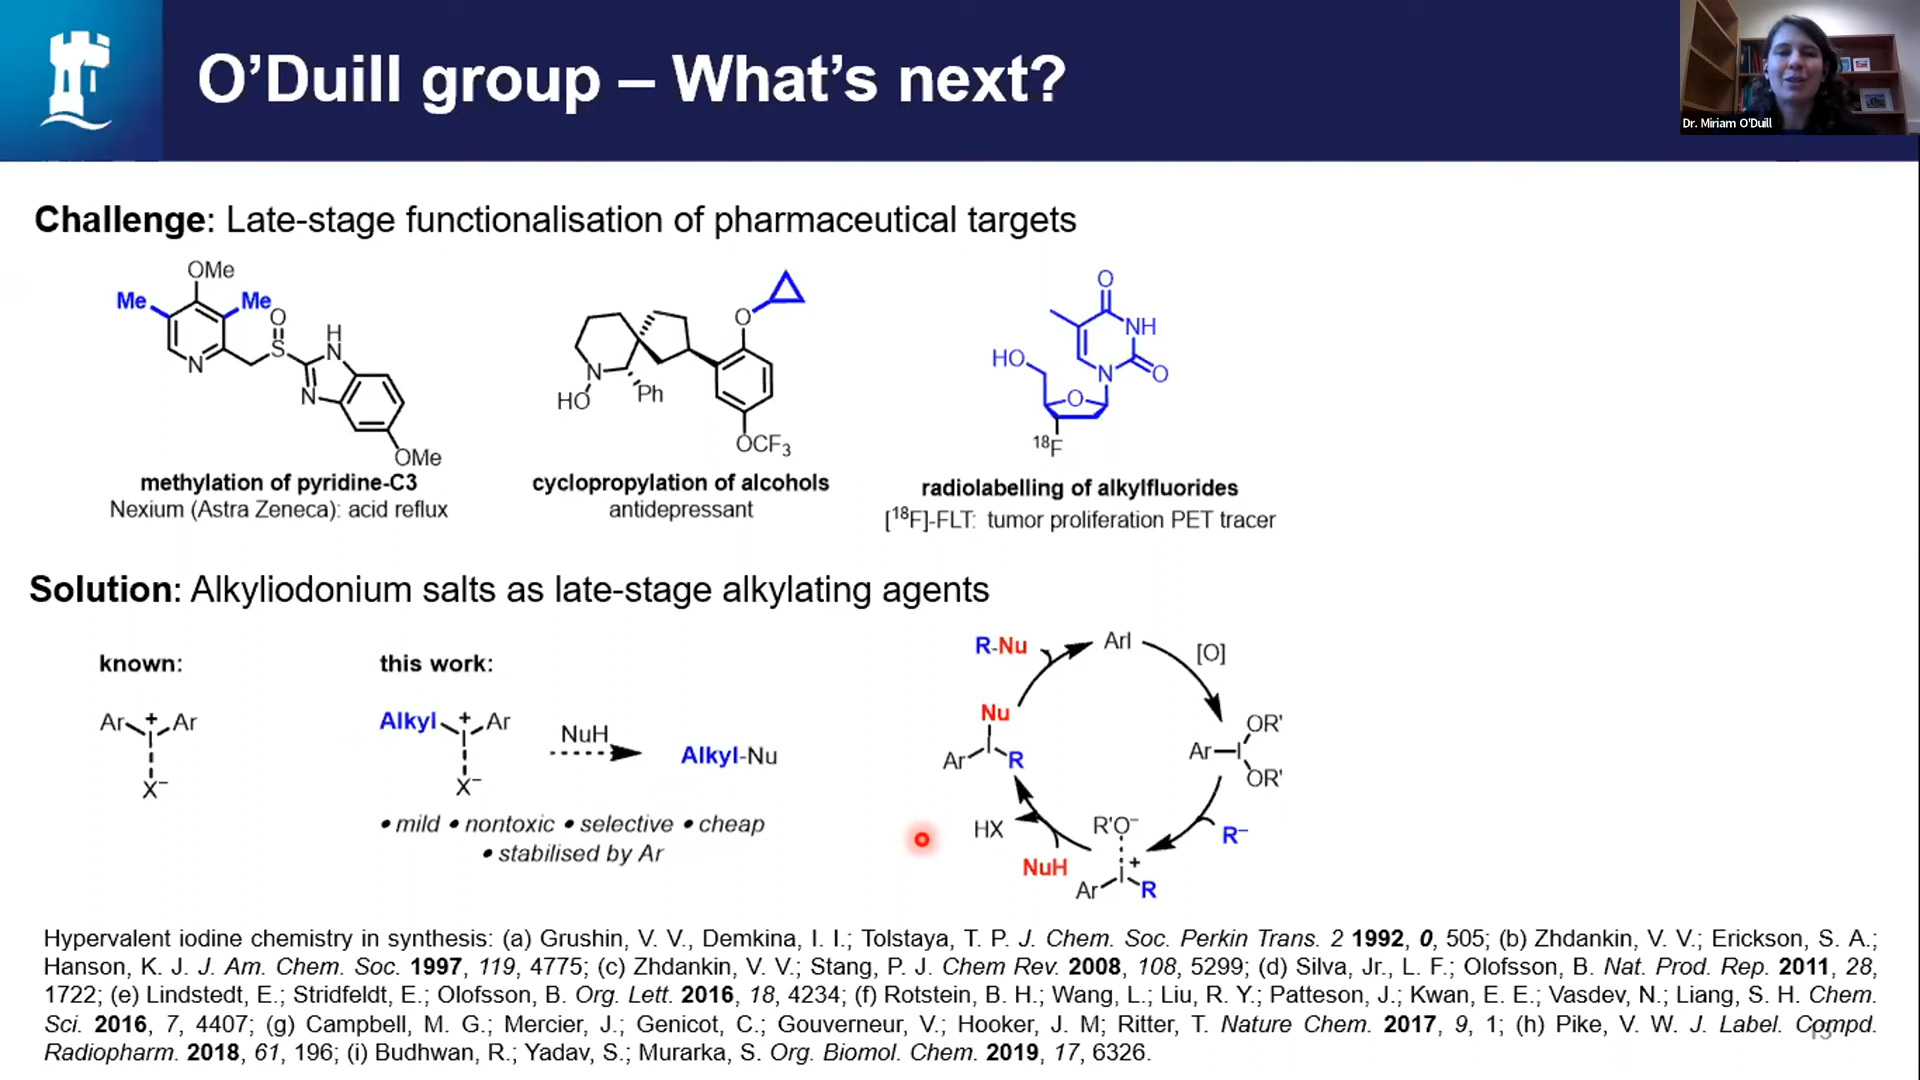 O'Duill group – What's next?
Dr. Miriam O'Duill
Challenge: Late-stage functionalisation of pharmaceutical targets
OMe
Me
Me
O
S
N
H
N
N
OMe
methylation of pyridine-C3
Nexium (Astra Zeneca): acid reflux
O
N
HO
Ph
OCF3
cyclopropylation of alcohols
antidepressant
O
NH
HO
N
O
O
18F
radiolabelling of alkylfluorides
[18F]-FLT: tumor proliferation PET tracer
Solution: Alkyliodonium salts as late-stage alkylating agents
known:
Ar + Ar
I
X−
this work:
Alkyl + Ar
I
X−
NuH
Alkyl-Nu
• mild • nontoxic • selective • cheap
• stabilised by Ar
R-Nu
ArI
[O]
Nu
I
Ar R
OR'
Ar–I
OR'
HX
R'O−
R−
NuH
+
I
Ar R
Hypervalent iodine chemistry in synthesis: (a) Grushin, V. V., Demkina, I. I.; Tolstaya, T. P. J. Chem. Soc. Perkin Trans. 2 1992, 0, 505; (b) Zhdankin, V. V.; Erickson, S. A.;
Hanson, K. J. J. Am. Chem. Soc. 1997, 119, 4775; (c) Zhdankin, V. V.; Stang, P. J. Chem Rev. 2008, 108, 5299; (d) Silva, Jr., L. F.; Olofsson, B. Nat. Prod. Rep. 2011, 28,
1722; (e) Lindstedt, E.; Stridfeldt, E.; Olofsson, B. Org. Lett. 2016, 18, 4234; (f) Rotstein, B. H.; Wang, L.; Liu, R. Y.; Patteson, J.; Kwan, E. E.; Vasdev, N.; Liang, S. H. Chem.
Sci. 2016, 7, 4407; (g) Campbell, M. G.; Mercier, J.; Genicot, C.; Gouverneur, V.; Hooker, J. M; Ritter, T. Nature Chem. 2017, 9, 1; (h) Pike, V. W. J. Label. Compd.
Radiopharm. 2018, 61, 196; (i) Budhwan, R.; Yadav, S.; Murarka, S. Org. Biomol. Chem. 2019, 17, 6326.